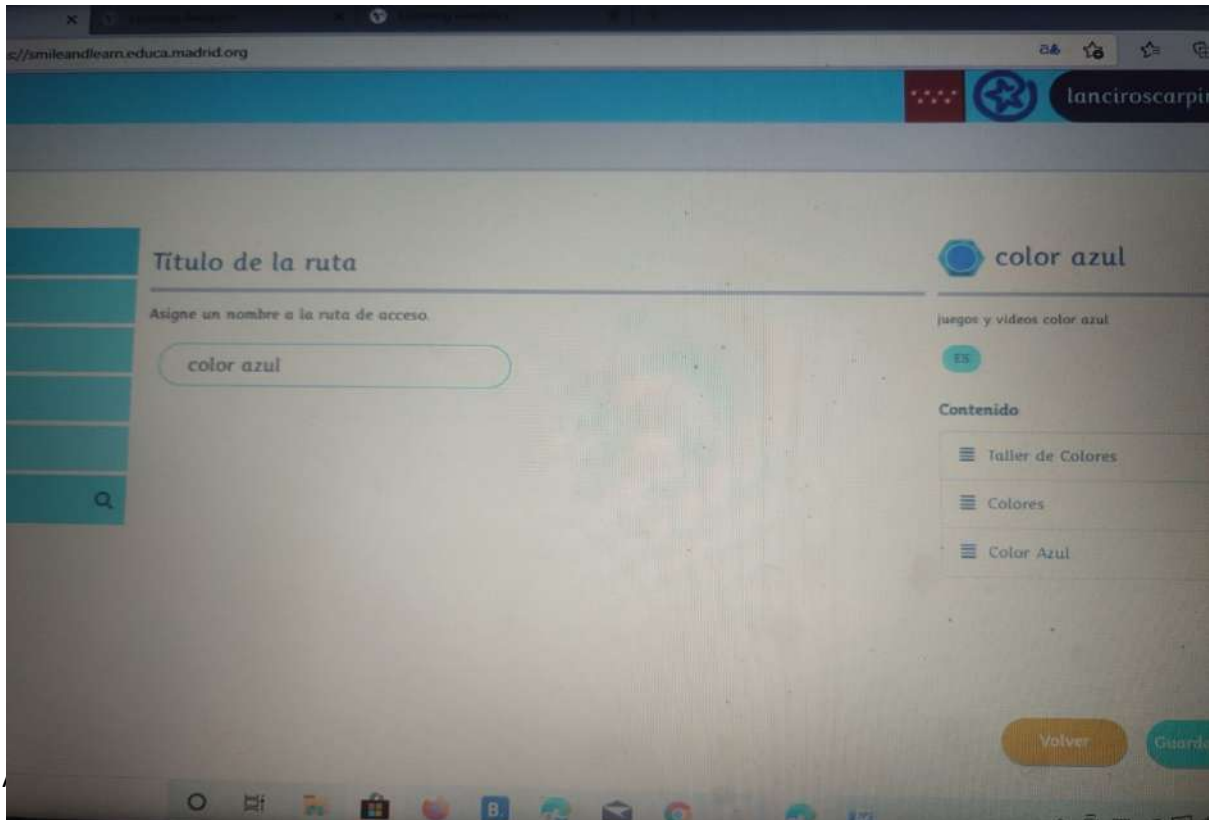 s://smileandlearn.educa.madrid.org
lanciroscarpi
Título de la ruta
Asigne un nombre a la ruta de acceso.
color azul
color azul
juegos y videos color azul
ES
Contenido
Taller de Colores
Colores
Color Azul
Volver
Guarda
B.